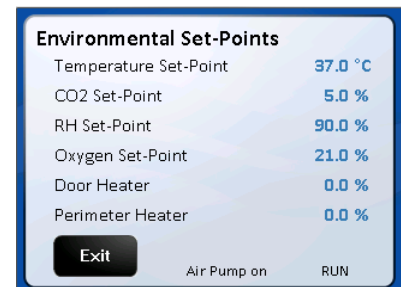 Environmental Set-Points
Temperature Set-Point 37.0 °C
CO2 Set-Point 5.0 %
RH Set-Point 90.0 %
Oxygen Set-Point 21.0 %
Door Heater 0.0 %
Perimeter Heater 0.0 %
Exit Air Pump on RUN